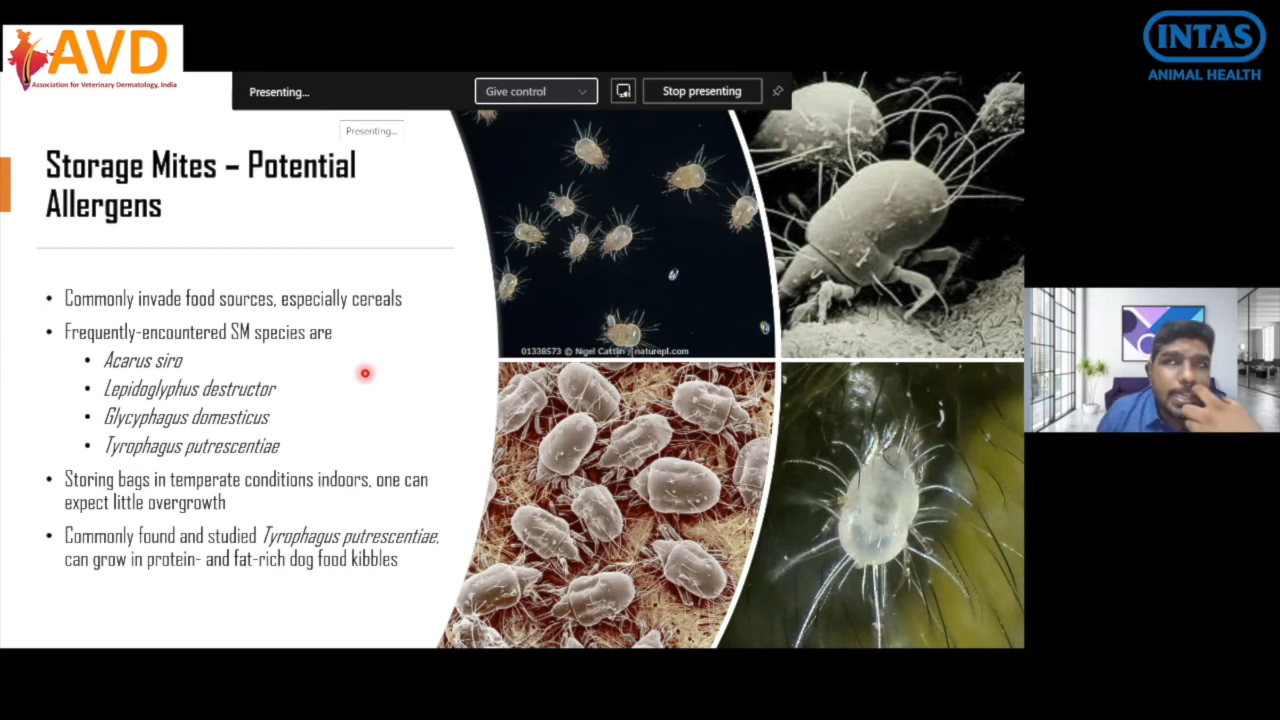 AVD
Association for Veterinary Dermatology, India
INTAS
ANIMAL HEALTH
Presenting...
Give control
Stop presenting
Presenting...
Storage Mites – Potential
Allergens
• Commonly invade food sources, especially cereals
• Frequently-encountered SM species are
• Acarus siro
• Lepidoglyphus destructor
• Glycyphagus domesticus
• Tyrophagus putrescentiae
• Storing bags in temperate conditions indoors, one can
expect little overgrowth
• Commonly found and studied Tyrophagus putrescentiae,
can grow in protein- and fat-rich dog food kibbles
01338573 © Nigel Cattlin / naturepl.com